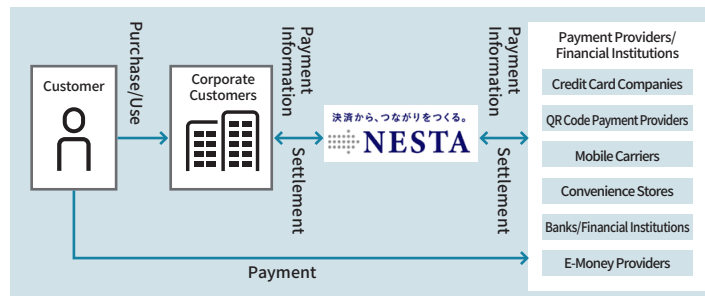 Customer
Purchase/Use
Corporate
Customers
Payment
Information
Settlement
決済から、つながりをつくる。
NESTA
Payment
Information
Settlement
Payment Providers/
Financial Institutions
Credit Card Companies
QR Code Payment Providers
Mobile Carriers
Convenience Stores
Banks/Financial Institutions
E-Money Providers
Payment